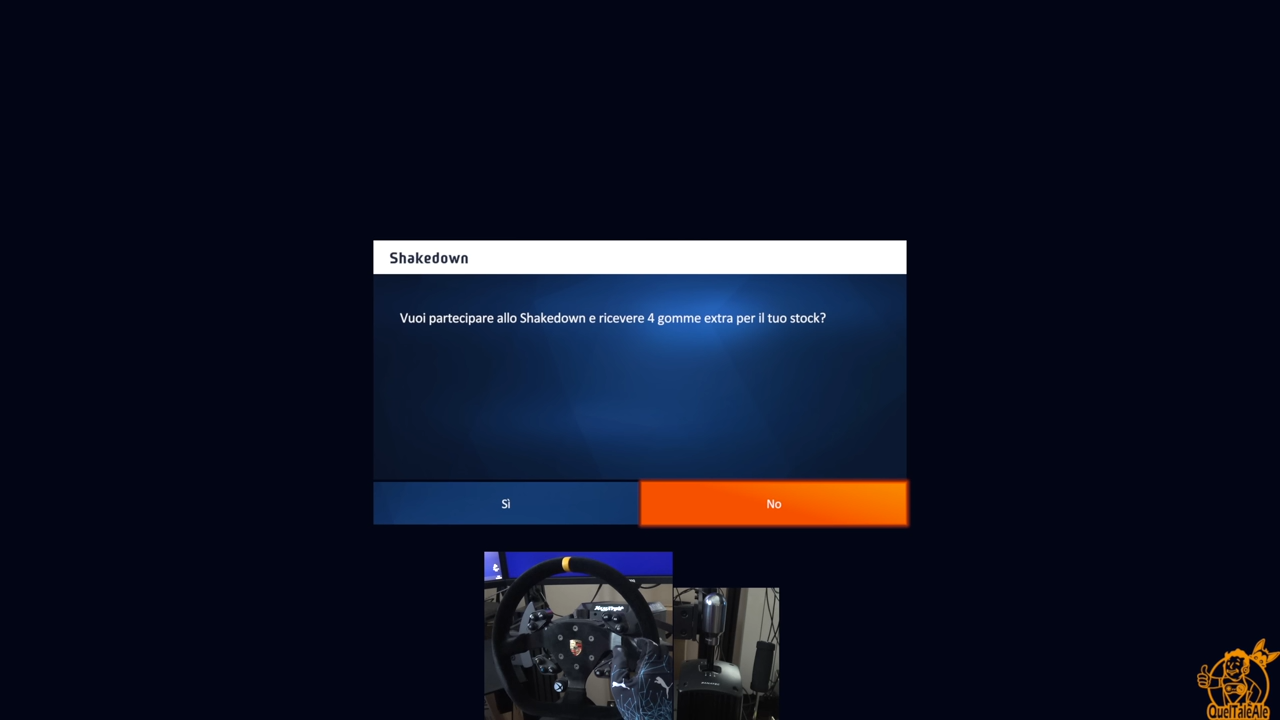 Shakedown
Vuoi partecipare allo Shakedown e ricevere 4 gomme extra per il tuo stock?
Sì
No
QuelTaleAle